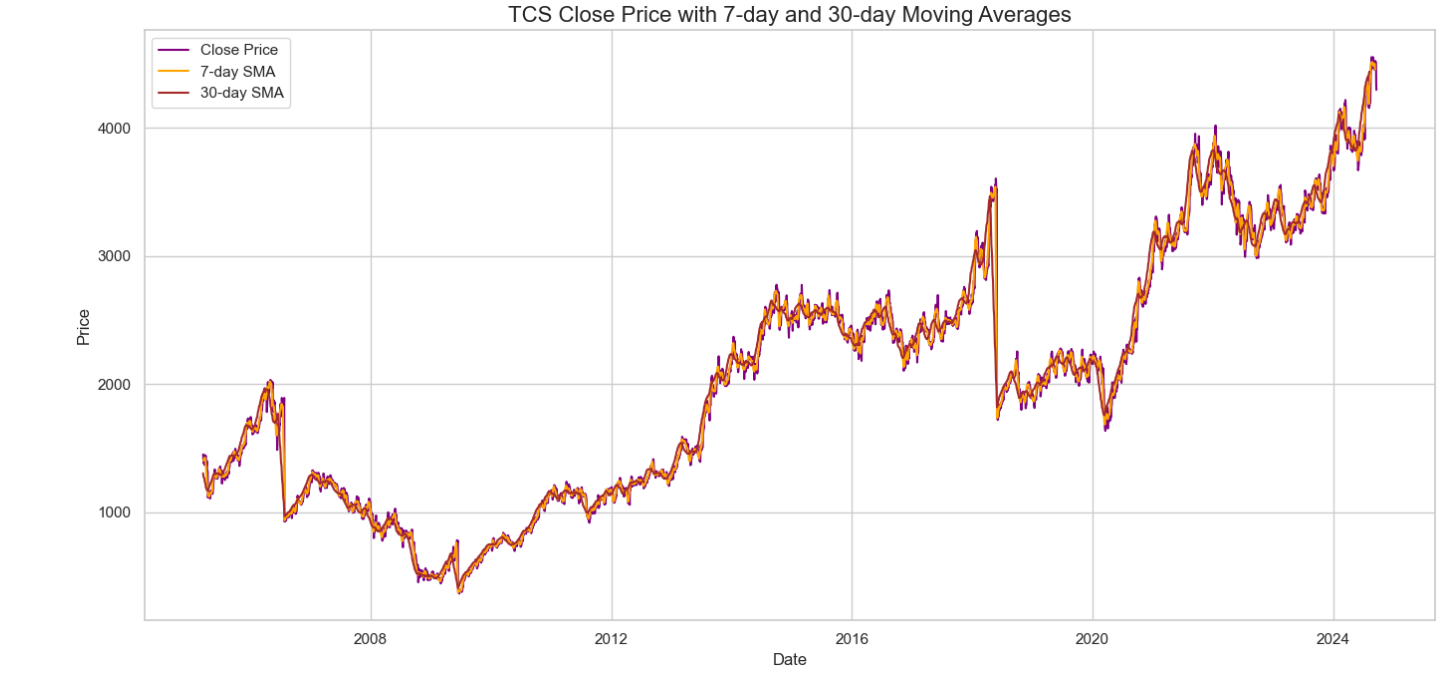 TCS Close Price with 7-day and 30-day Moving Averages
Close Price
7-day SMA
30-day SMA
4000
3000
2000
1000
Price
2008
2012
2016
2020
2024
Date